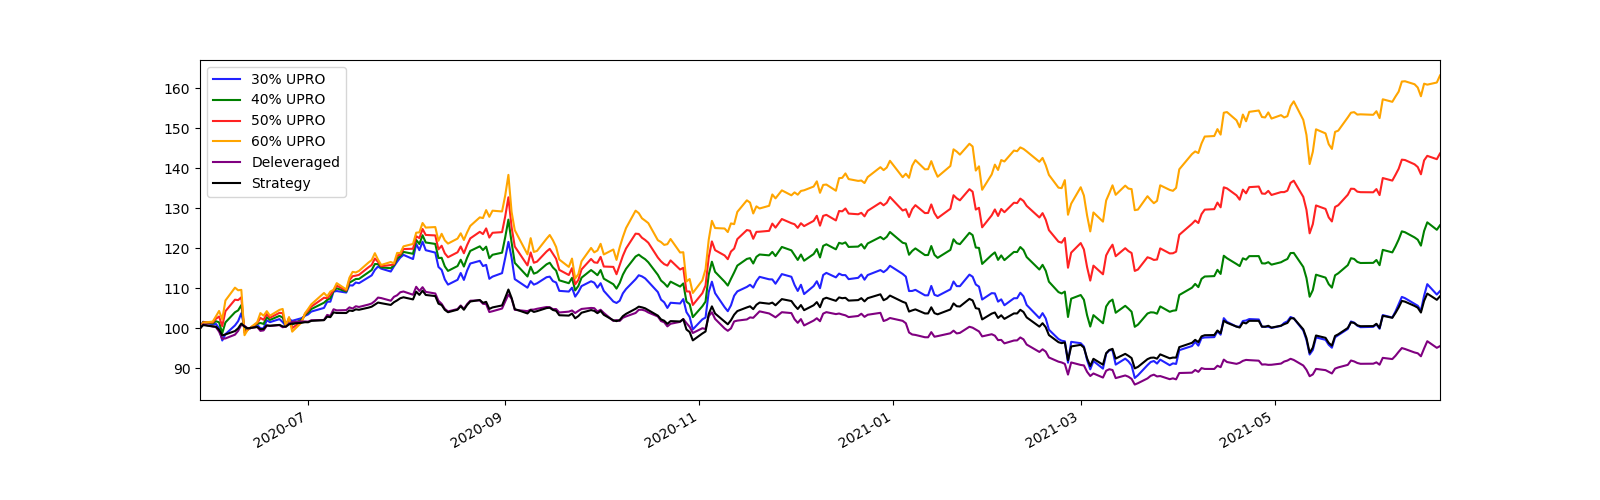 160
150
140
130
120
110
100
90
30% UPRO
40% UPRO
50% UPRO
60% UPRO
Deleveraged
Strategy
2020-07
2020-09
2020-11
2021-01
2021-03
2021-05